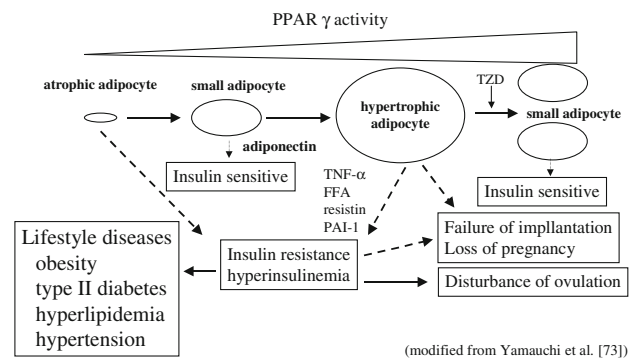 PPAR γ activity
atrophic adipocyte
small adipocyte
hypertrophic
adipocyte
TZD
small adipocyte
adiponectin
Insulin sensitive
TNF-α
FFA
resistin
PAI-1
Insulin sensitive
Lifestyle diseases
obesity
type II diabetes
hyperlipidemia
hypertension
Insulin resistance
hyperinsulinemia
Failure of impllantation
Loss of pregnancy
Disturbance of ovulation
(modified from Yamauchi et al. [73])